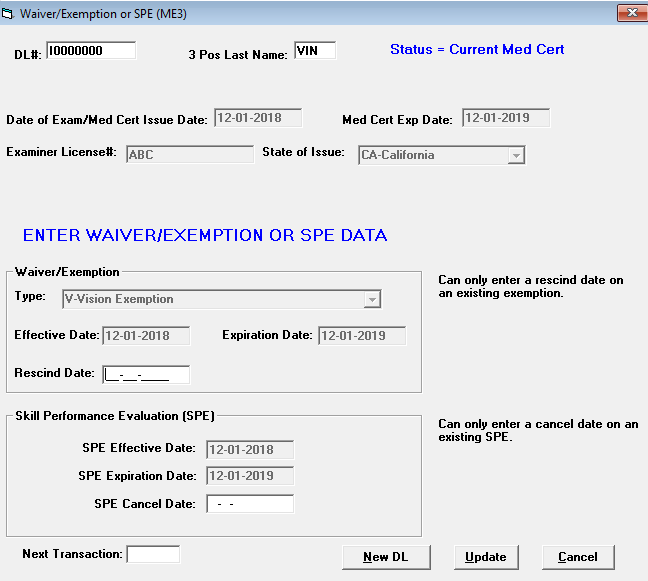 Waiver/Exemption or SPE (ME3)
DL#: I0000000 3 Pos Last Name: VIN Status = Current Med Cert
Date of Exam/Med Cert Issue Date: 12-01-2018 Med Cert Exp Date: 12-01-2019
Examiner License#: ABC State of Issue: CA-California
ENTER WAIVER/EXEMPTION OR SPE DATA
Waiver/Exemption
Can only enter a rescind date on
an existing exemption.
Type: V-Vision Exemption
Effective Date: 12-01-2018 Expiration Date: 12-01-2019
Rescind Date: __-__-____
Skill Performance Evaluation (SPE)
Can only enter a cancel date on an
existing SPE.
SPE Effective Date: 12-01-2018
SPE Expiration Date: 12-01-2019
SPE Cancel Date: - -
Next Transaction: New DL Update Cancel